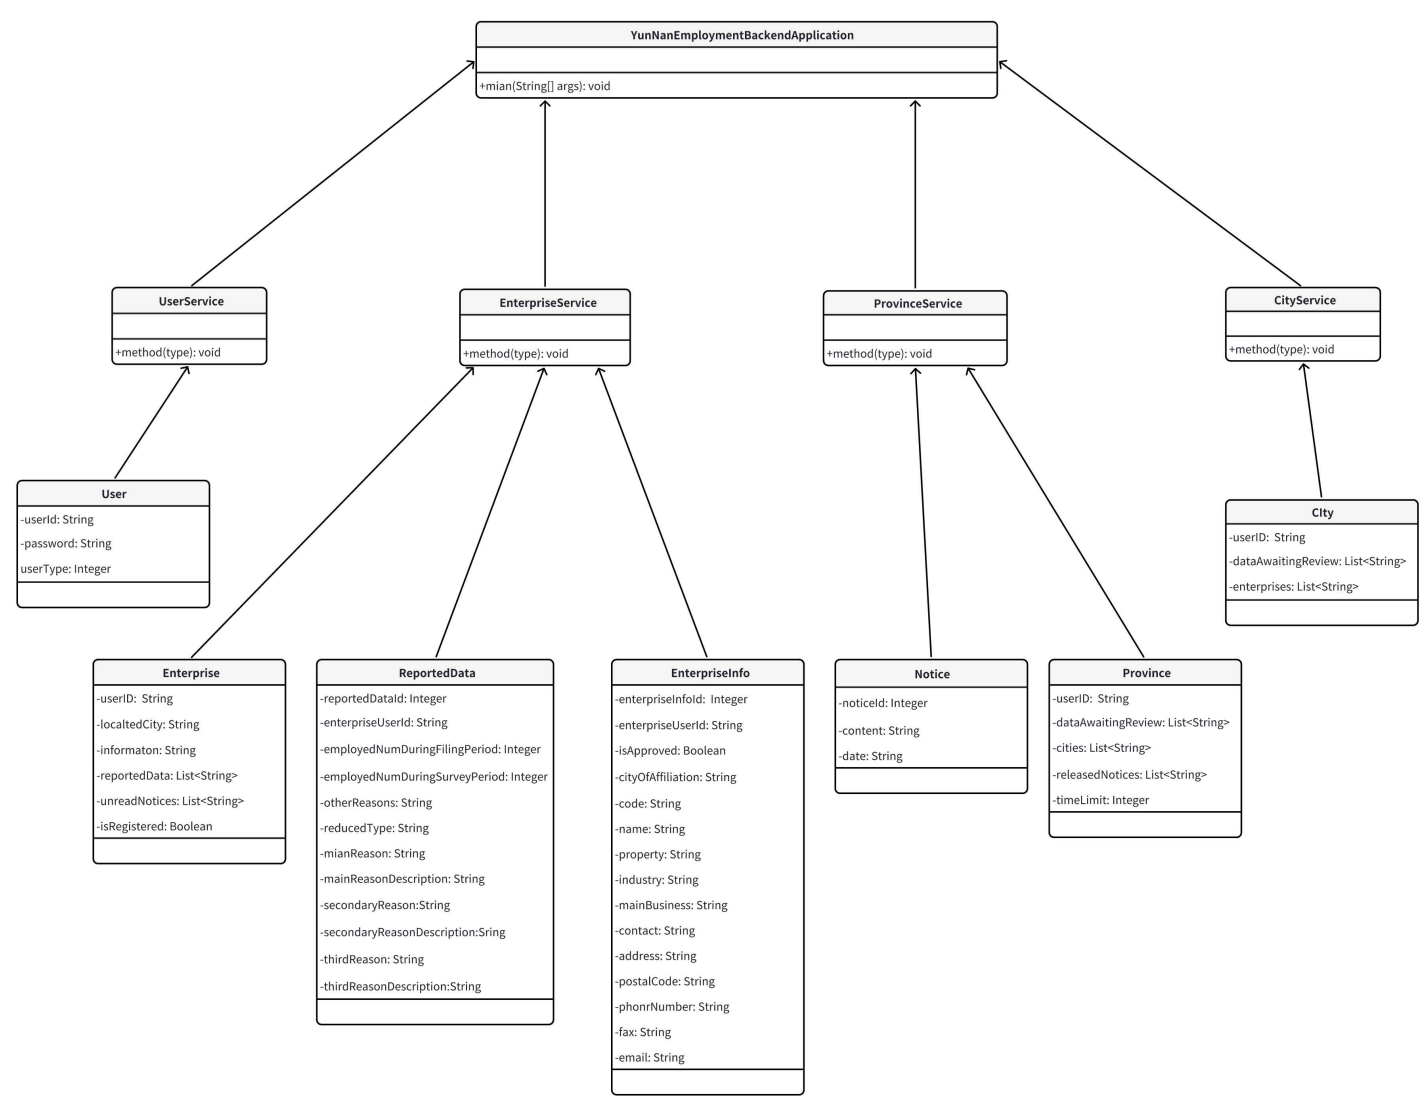 YunNanEmploymentBackendApplication
+mian(String[] args): void
UserService
+method(type): void
EnterpriseService
+method(type): void
ProvinceService
+method(type): void
CityService
+method(type): void
User
-userId: String
-password: String
userType: Integer
CIty
-userID:  String
-dataAwaitingReview: List<String>
-enterprises: List<String>
Enterprise
-userID:  String
-localtedCity: String
-informaton: String
-reportedData: List<String>
-unreadNotices: List<String>
-isRegistered: Boolean
ReportedData
-reportedDataId: Integer
-enterpriseUserId: String
-employedNumDuringFilingPeriod: Integer
-employedNumDuringSurveyPeriod: Integer
-otherReasons: String
-reducedType: String
-mianReason: String
-mainReasonDescription: String
-secondaryReason:String
-secondaryReasonDescription:Sring
-thirdReason: String
-thirdReasonDescription:String
EnterpriseInfo
-enterpriseInfoId:  Integer
-enterpriseUserId: String
-isApproved: Boolean
-cityOfAffiliation: String
-code: String
-name: String
-property: String
-industry: String
-mainBusiness: String
-contact: String
-address: String
-postalCode: String
-phonrNumber: String
-fax: String
-email: String
Notice
-noticeId: Integer
-content: String
-date: String
Province
-userID:  String
-dataAwaitingReview: List<String>
-cities: List<String>
-releasedNotices: List<String>
-timeLimit: Integer